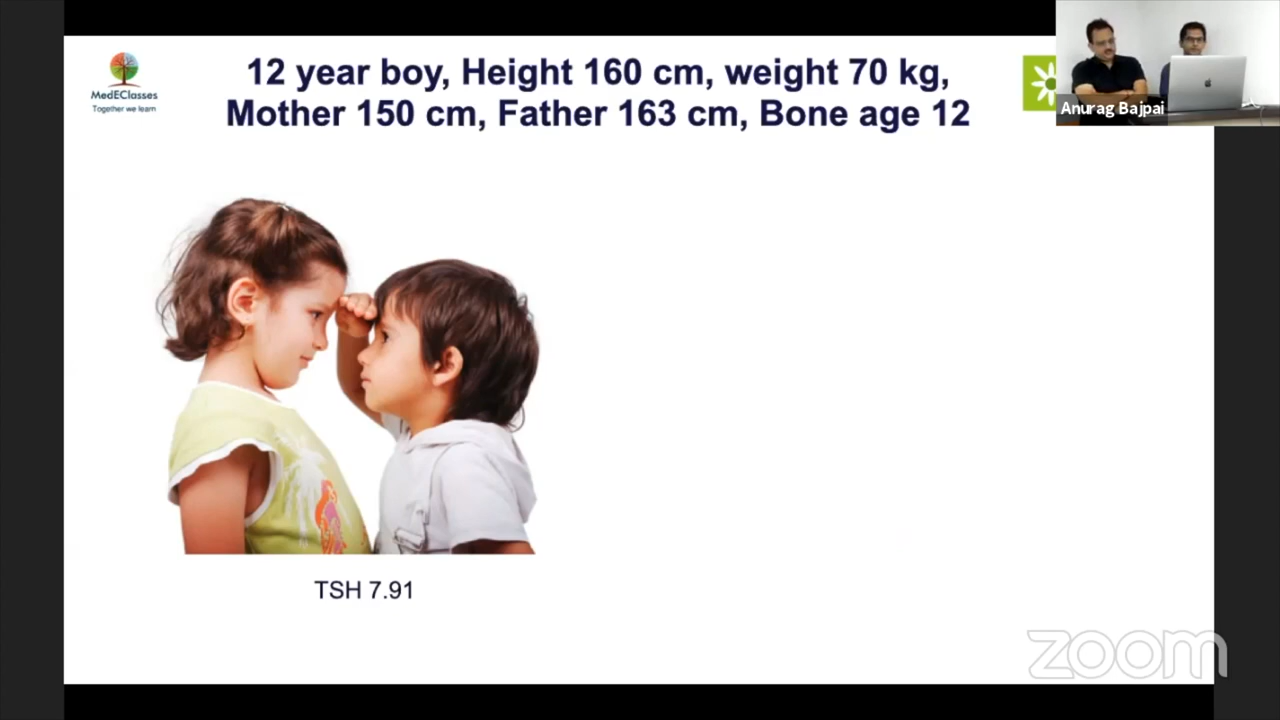 12 year boy, Height 160 cm, weight 70 kg,
Mother 150 cm, Father 163 cm, Bone age 12
MedEClasses
Together we learn
Anurag Bajpai
TSH 7.91
zoom